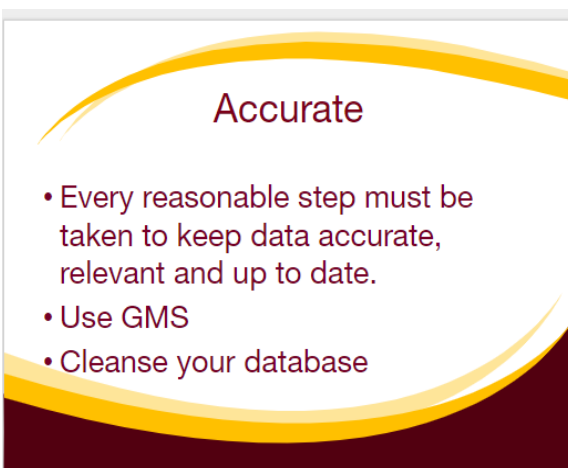 Accurate
• Every reasonable step must be
taken to keep data accurate,
relevant and up to date.
• Use GMS
• Cleanse your database